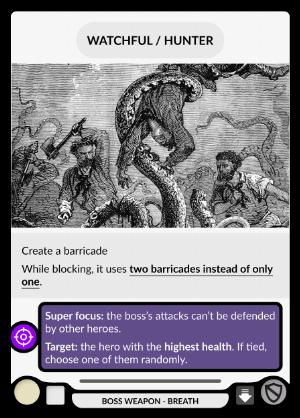 WATCHFUL / HUNTER
Create a barricade
While blocking, it uses two barricades instead of only
one.
Super focus: the boss's attacks can't be defended
by other heroes.
Target: the hero with the highest health. If tied,
choose one of them randomly.
BOSS WEAPON - BREATH